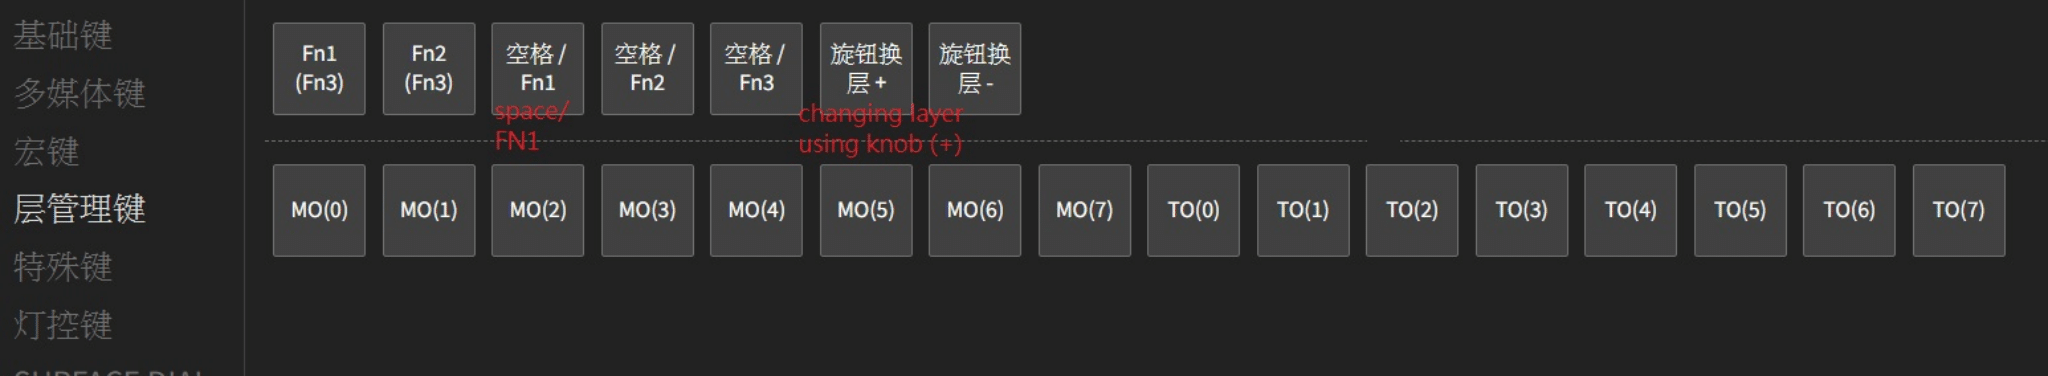 基础键
多媒体键
宏键
层管理键
特殊键
灯控键
Fn1
(Fn3)
Fn2
(Fn3)
空格 /
Fn1
空格 /
Fn2
空格 /
Fn3
旋钮换
层 +
旋钮换
层 -
space/
FN1
changing layer
using knob (+)
MO(0)
MO(1)
MO(2)
MO(3)
MO(4)
MO(5)
MO(6)
MO(7)
TO(0)
TO(1)
TO(2)
TO(3)
TO(4)
TO(5)
TO(6)
TO(7)